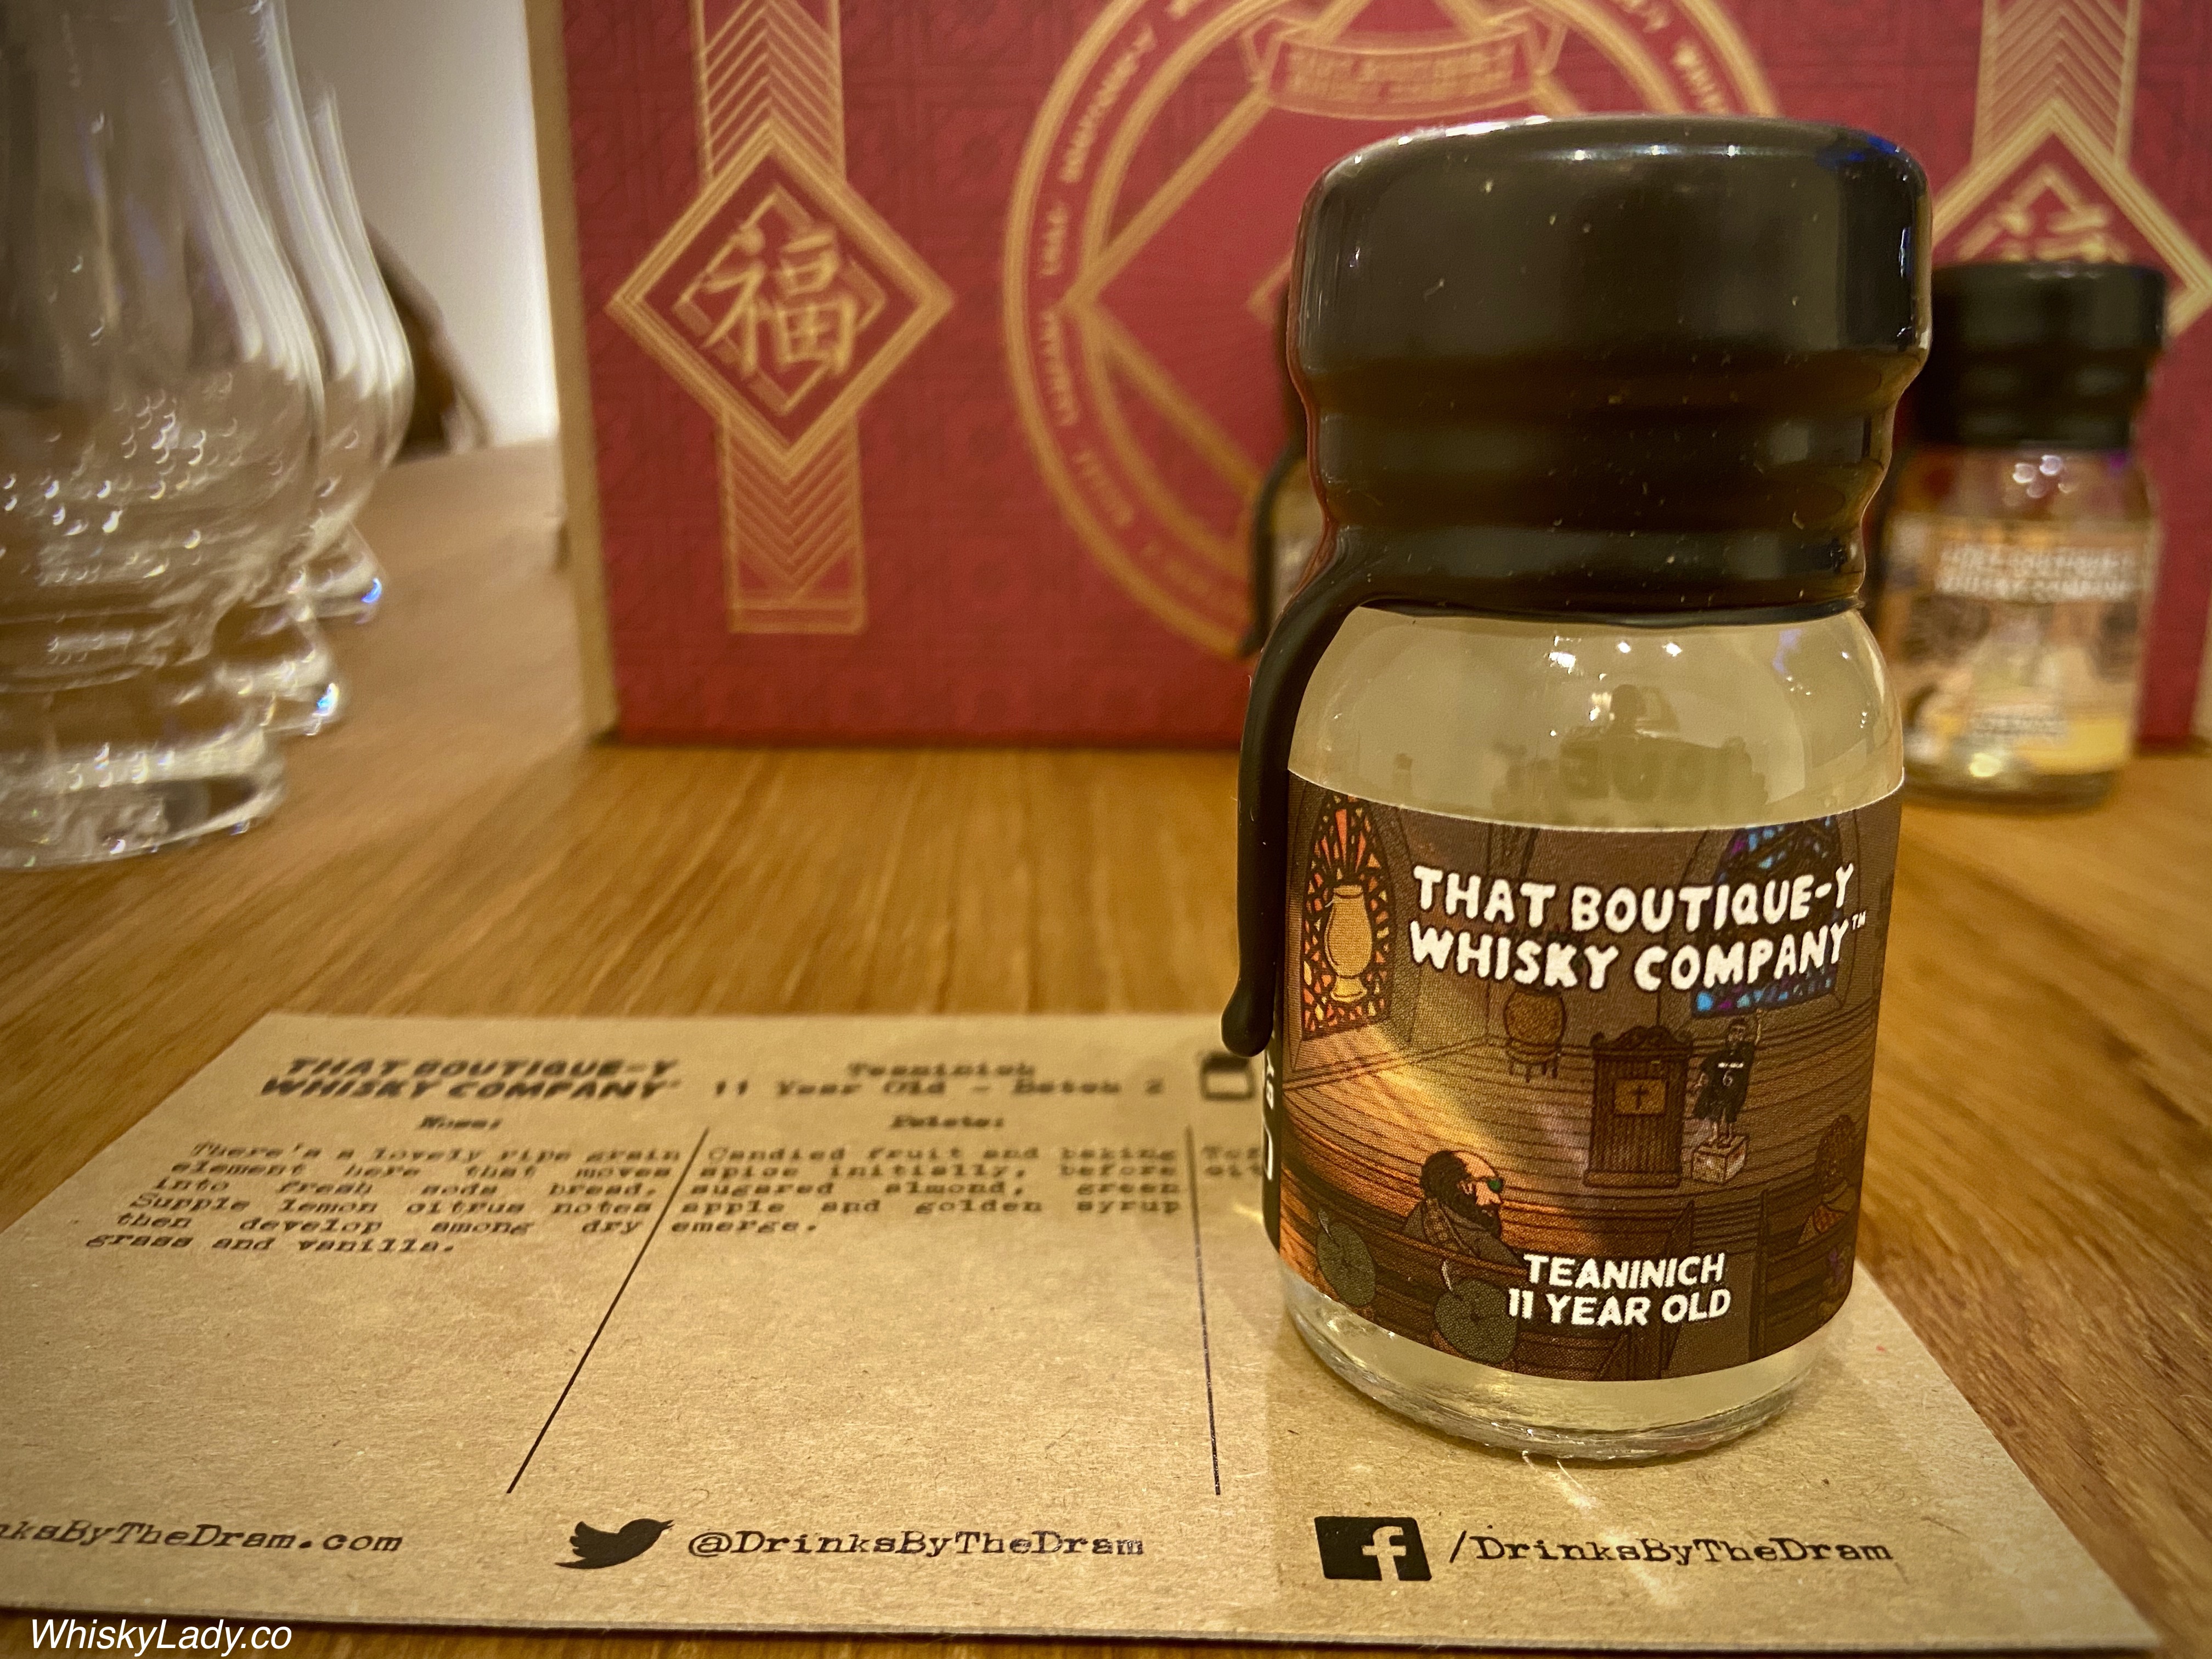 福
THAT BOUTIQUE-Y
WHISKY COMPANY™
TEANINICH
11 YEAR OLD
THAT BOUTIQUE-Y
WHISKY COMPANY
Teaninich
11 Year Old - Batch 2
Nose:
There's a lovely ripe grain
element here that moves
into fresh soda bread.
Supple lemon citrus notes
then develop among dry
grass and vanilla.
Palate:
Candied fruit and baking
spice initially, before
sugared almond, green
apple and golden syrup
emerge.
nksByTheDram.com
@DrinksByTheDram
/DrinksByTheDram
WhiskyLady.co